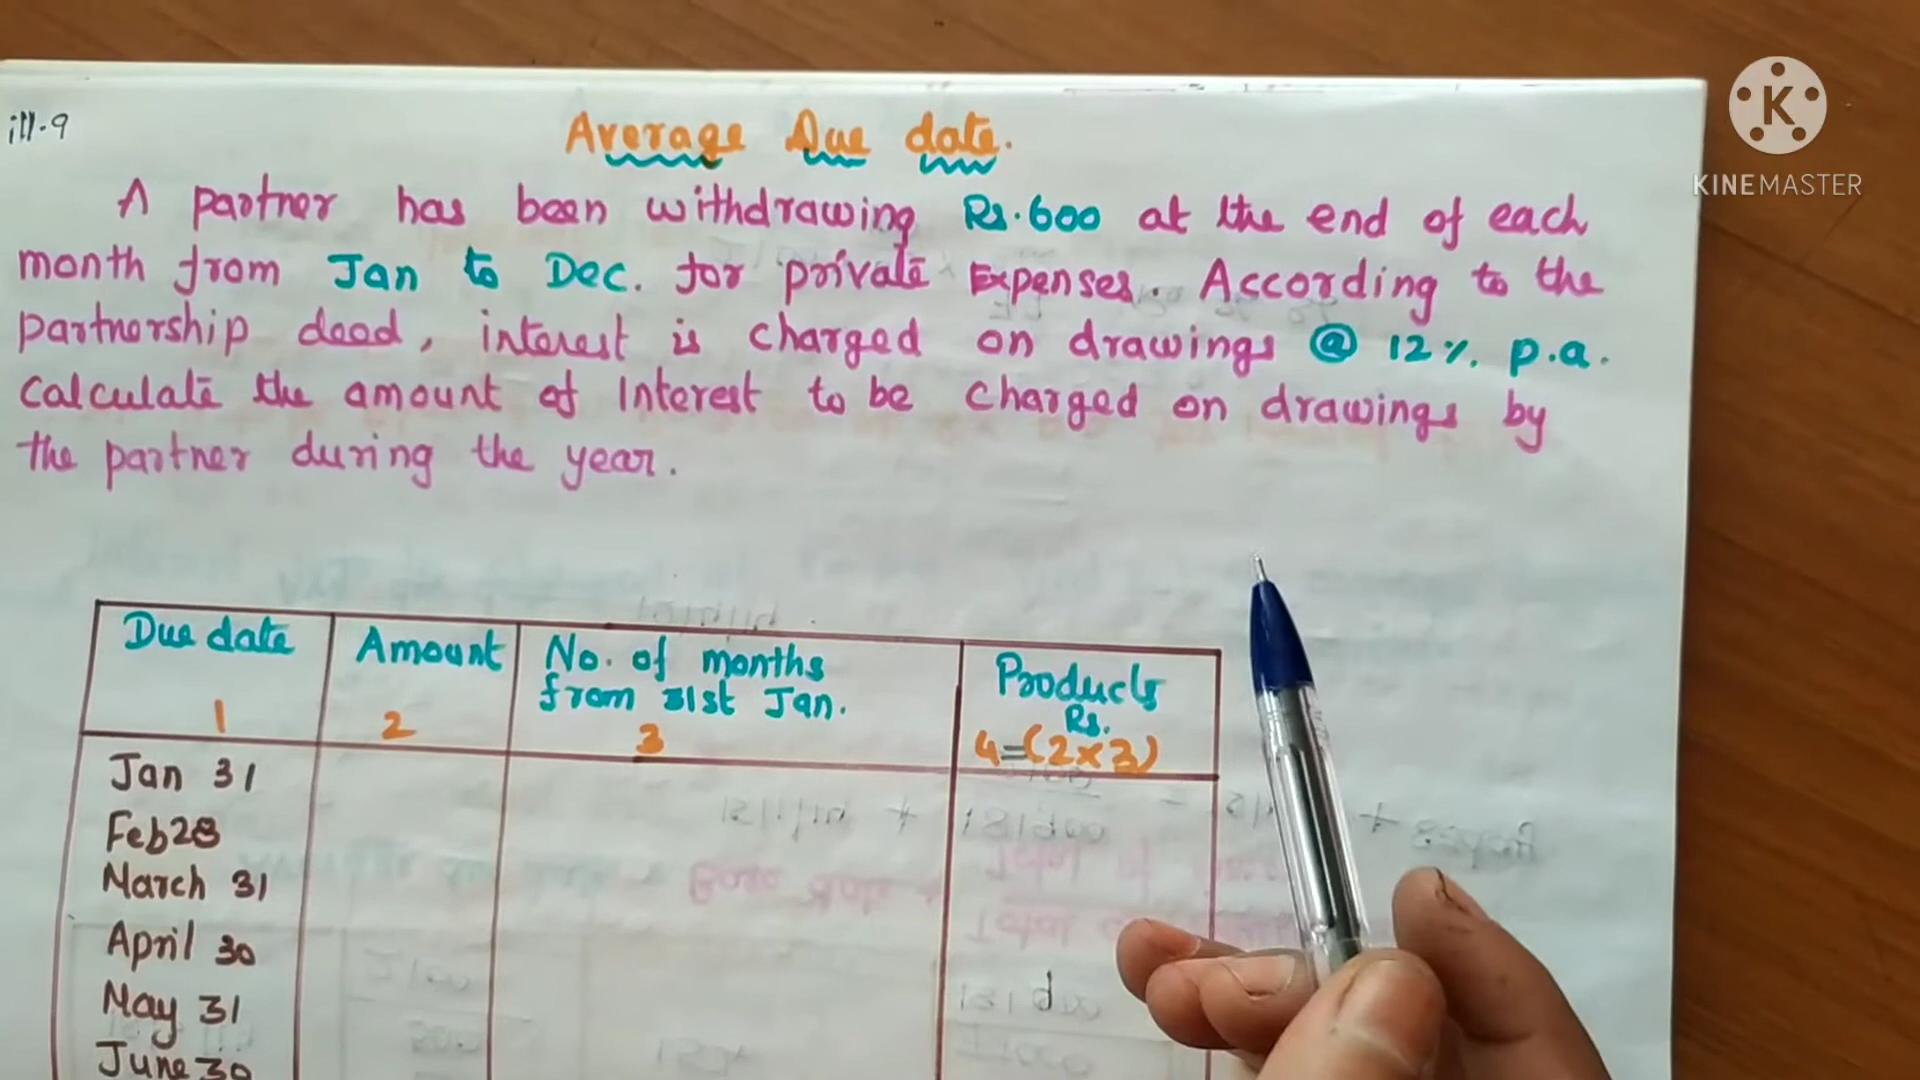 ill.9
Average Due date.
A partner has been withdrawing Rs.600 at the end of each
month from Jan to Dec. for private Expenses. According to the
partnership deed, interest is charged on drawings @ 12% p.a.
Calculate the amount of Interest to be charged on drawings by
the partner during the year.
Due date Amount No. of months from 31st Jan. Products Rs.
1 2 3 4=(2x3)
Jan 31
Feb 28
March 31
April 30
May 31
June 30
K
KINEMASTER